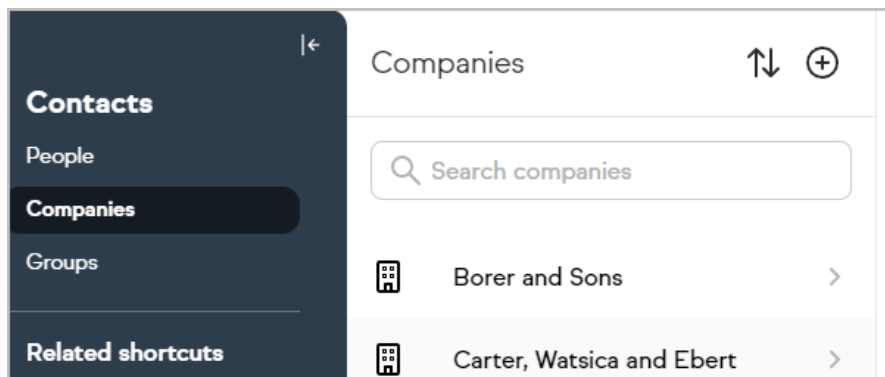 Contacts
People
Companies
Groups
Related shortcuts
Companies
Search companies
Borer and Sons
Carter, Watsica and Ebert